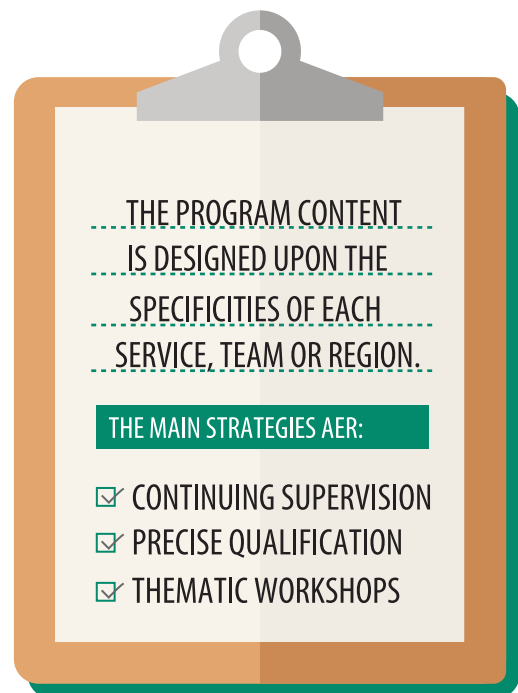 THE PROGRAM CONTENT
IS DESIGNED UPON THE
SPECIFICITIES OF EACH
SERVICE, TEAM OR REGION.
THE MAIN STRATEGIES AER:
CONTINUING SUPERVISION
PRECISE QUALIFICATION
THEMATIC WORKSHOPS